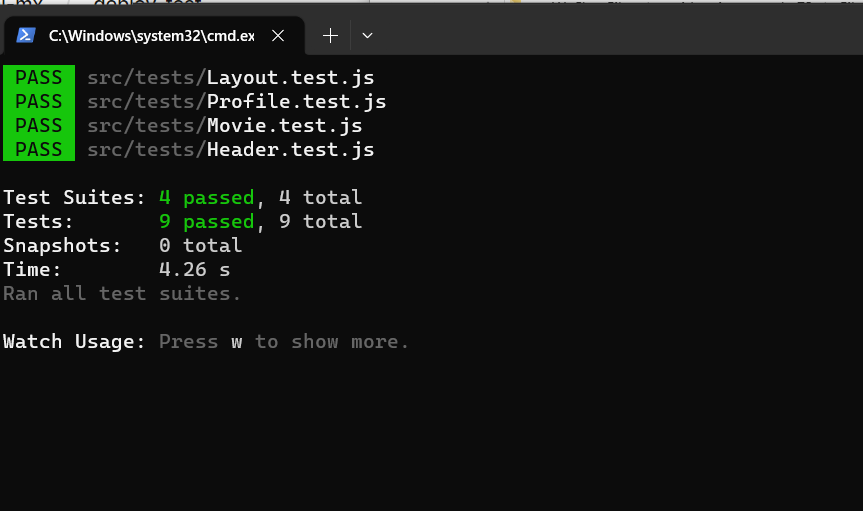 C:\Windows\system32\cmd.ex
PASS src/tests/Layout.test.js
PASS src/tests/Profile.test.js
PASS src/tests/Movie.test.js
PASS src/tests/Header.test.js
Test Suites: 4 passed, 4 total
Tests: 9 passed, 9 total
Snapshots: 0 total
Time: 4.26 s
Ran all test suites.
Watch Usage: Press w to show more.